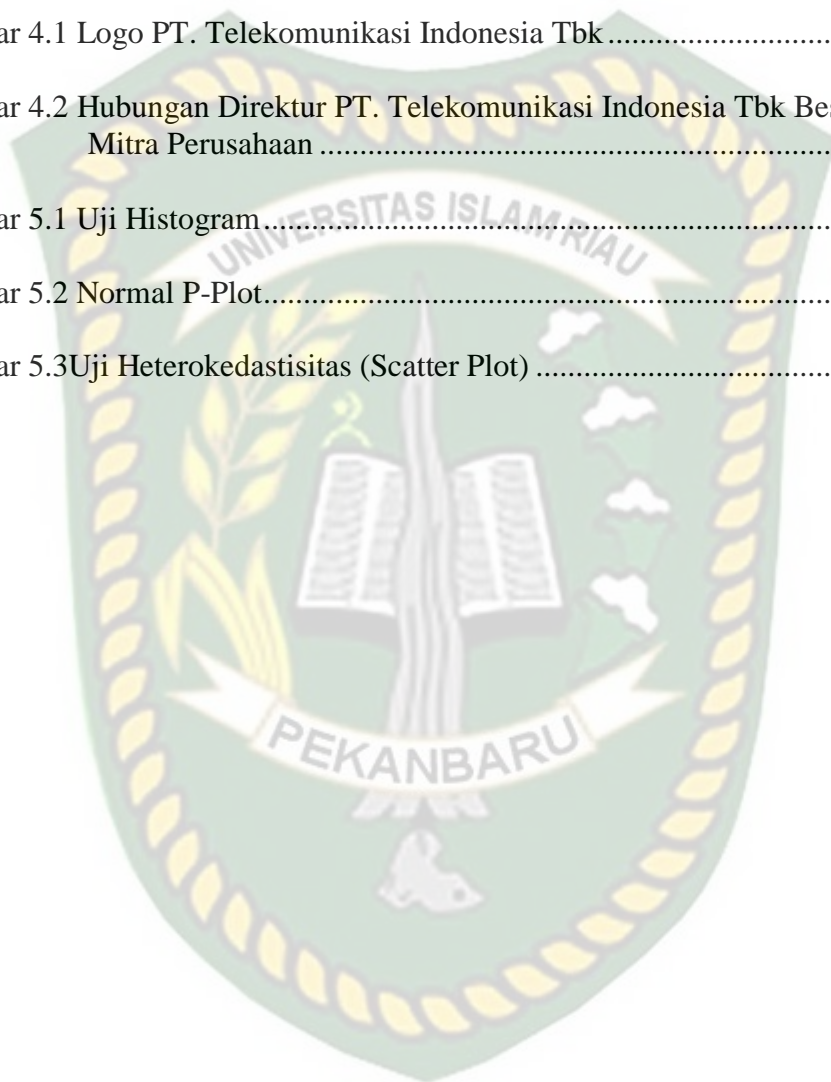 ar 4.1 Logo PT. Telekomunikasi Indonesia Tbk ..............................
ar 4.2 Hubungan Direktur PT. Telekomunikasi Indonesia Tbk Bes
Mitra Perusahaan ....................................................................
UNIVERSITAS ISLAM RIAU
ar 5.1 Uji Histogram .........................................................................
ar 5.2 Normal P-Plot .........................................................................
ar 5.3Uji Heterokedastisitas (Scatter Plot) ......................................
PEKANBARU